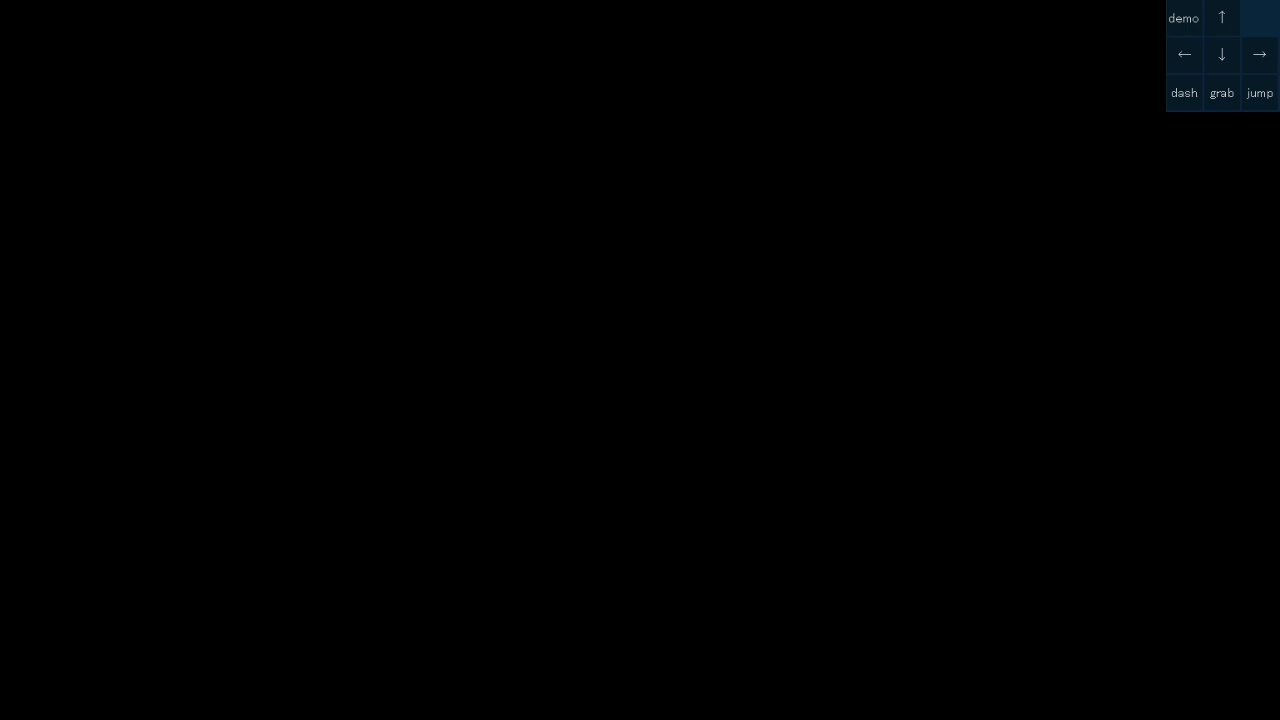 demo ↑
← ↓ →
dash grab jump